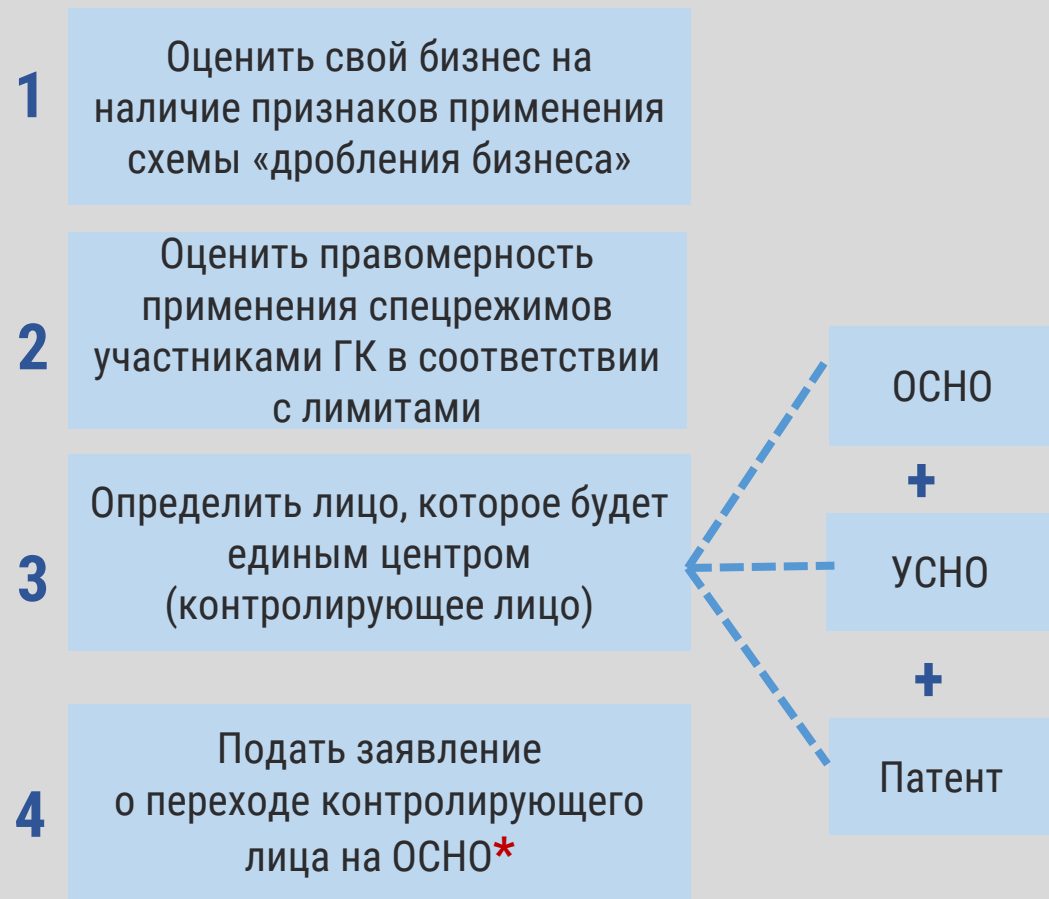 1
Оценить свой бизнес на
наличие признаков применения
схемы «дробления бизнеса»
2
Оценить правомерность
применения спецрежимов
участниками ГК в соответствии
с лимитами
3
Определить лицо, которое будет
единым центром
(контролирующее лицо)
ОСНО
+
УСНО
+
Патент
4
Подать заявление
о переходе контролирующего
лица на ОСНО*